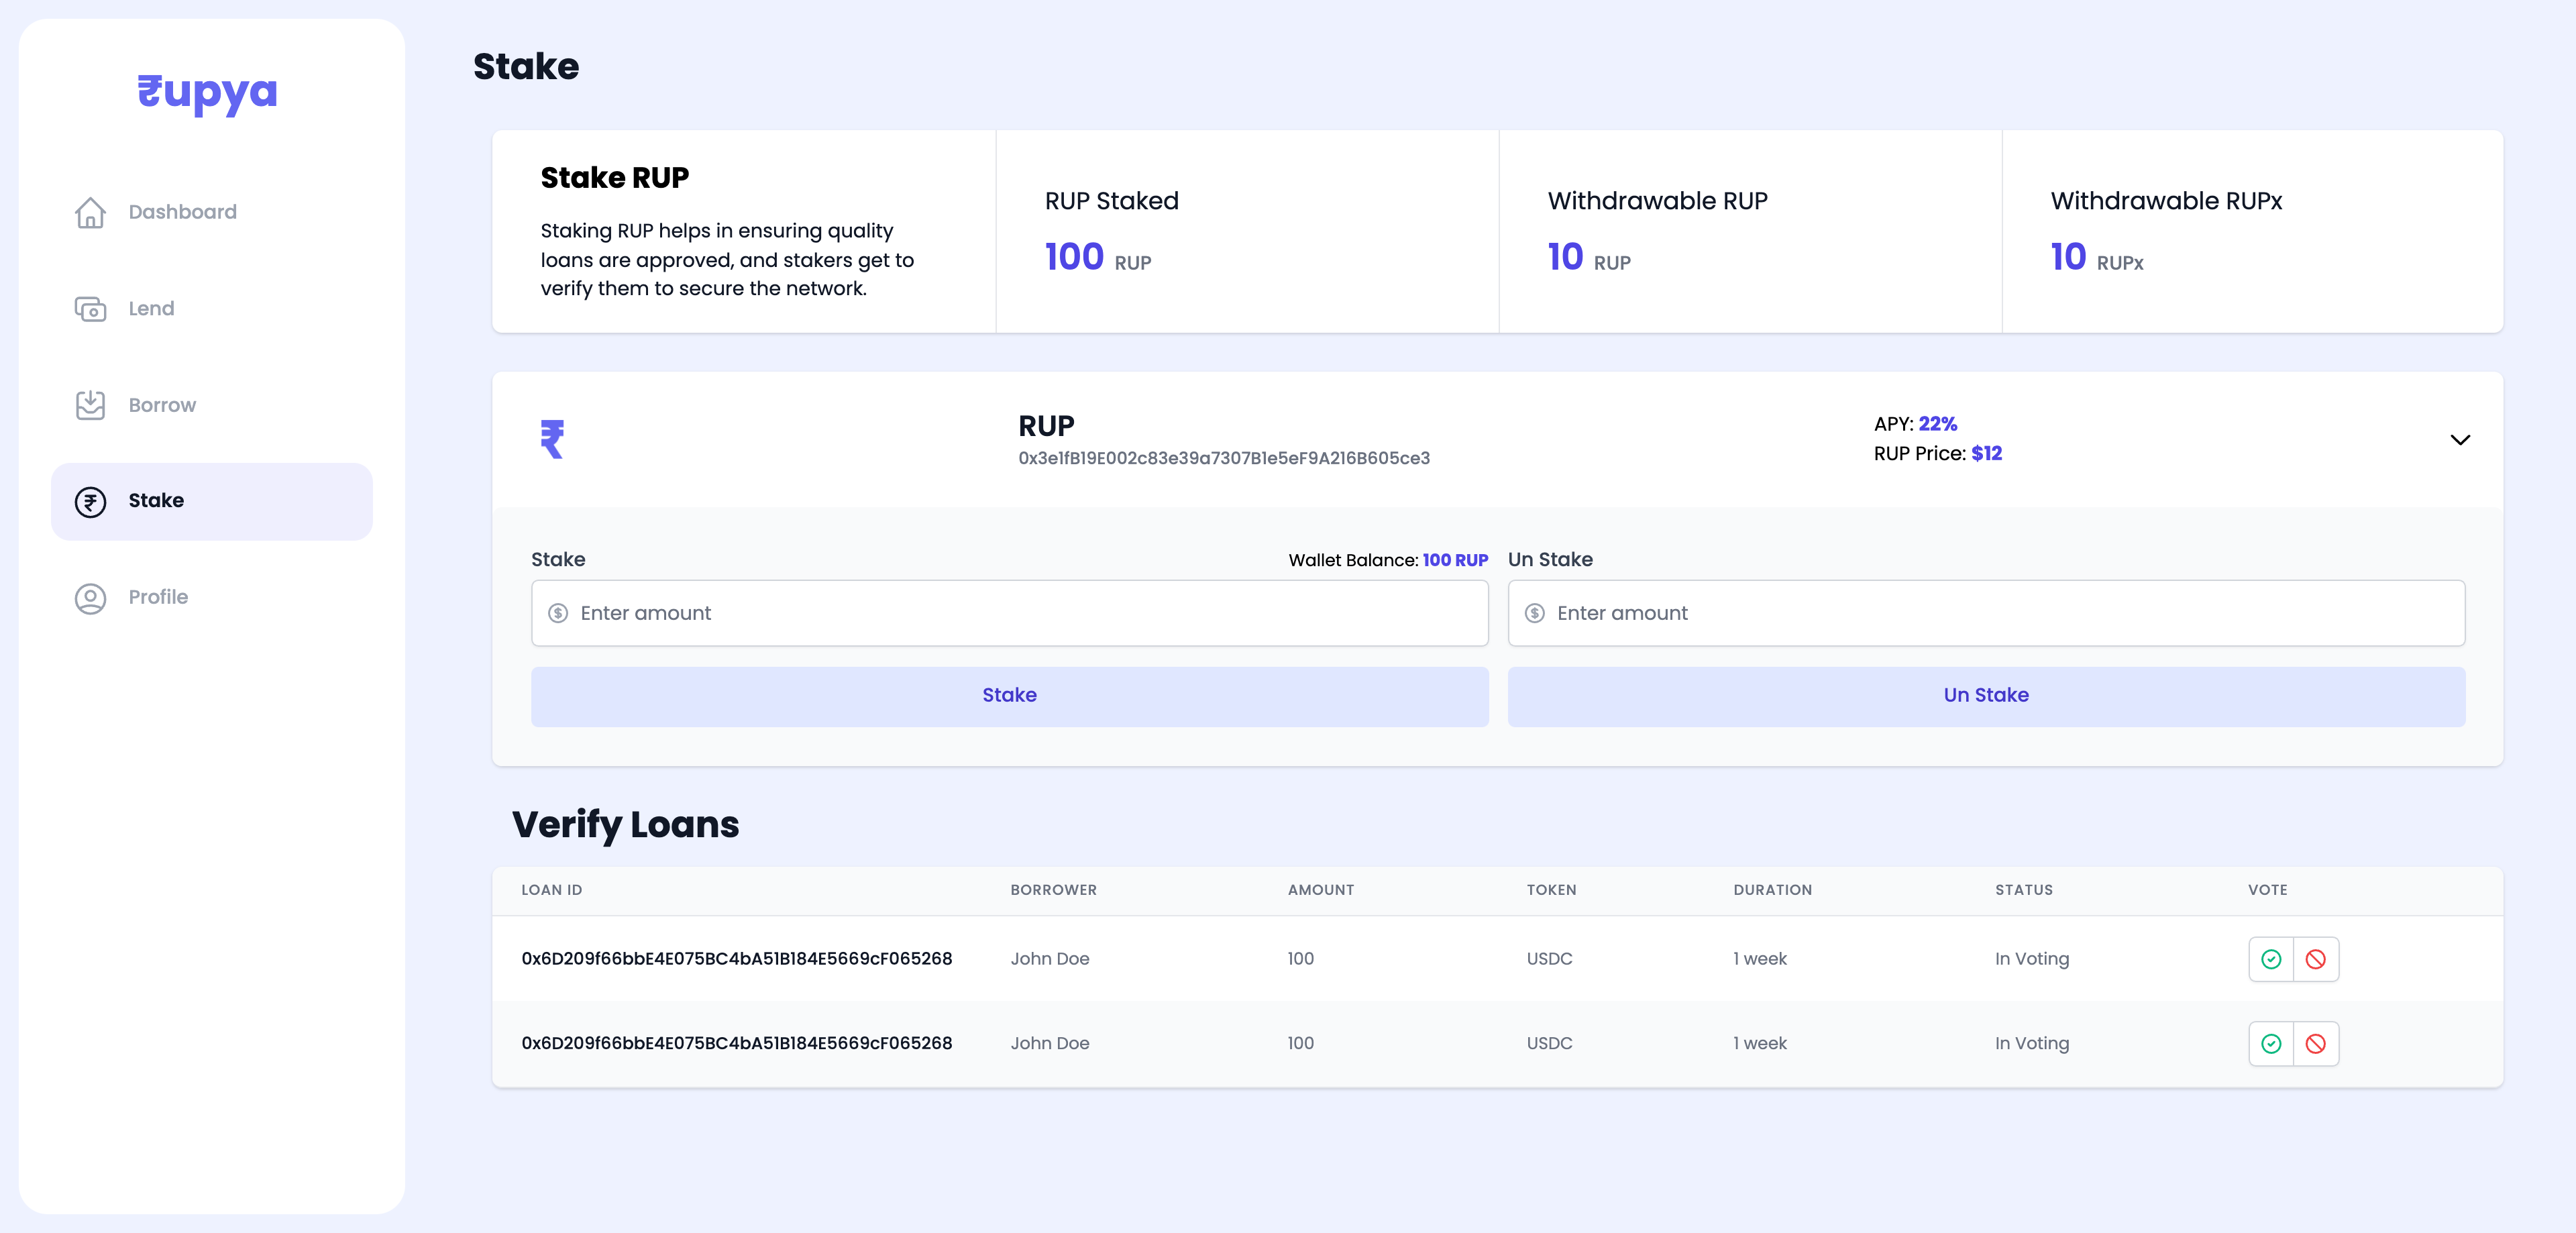 ₹upya
Dashboard
Lend
Borrow
₹ Stake
Profile
Stake
Stake RUP
Staking RUP helps in ensuring quality
loans are approved, and stakers get to
verify them to secure the network.
RUP Staked
100 RUP
Withdrawable RUP
10 RUP
Withdrawable RUPx
10 RUPx
₹
RUP
0x3e1fB19E002c83e39a7307B1e5eF9A216B605ce3
APY: 22%
RUP Price: $12
Stake
Wallet Balance: 100 RUP
$ Enter amount
Stake
Un Stake
$ Enter amount
Un Stake
Verify Loans
LOAN ID BORROWER AMOUNT TOKEN DURATION STATUS VOTE
0x6D209f66bbE4E075BC4bA51B184E5669cF065268 John Doe 100 USDC 1 week In Voting
0x6D209f66bbE4E075BC4bA51B184E5669cF065268 John Doe 100 USDC 1 week In Voting